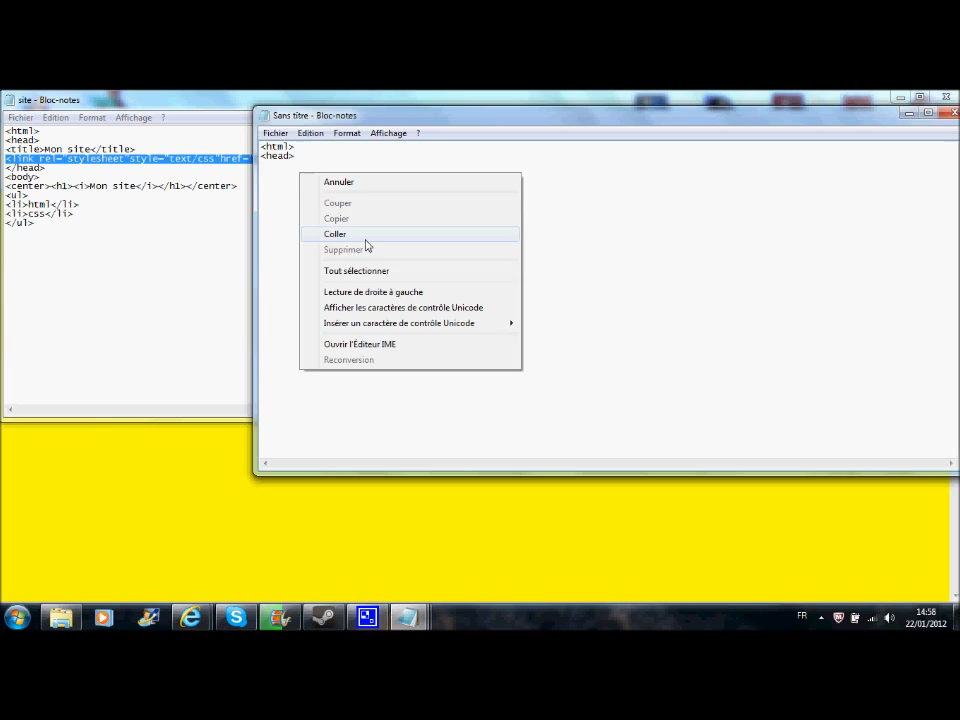 site - Bloc-notes
Fichier Edition Format Affichage ?
<html>
<head>
<title>Mon site</title>
<link rel="stylesheet"style="text/css"href=
</head>
<body>
<center><h1><i>Mon site</i></h1></center>
<ul>
<li>html</li>
<li>css</li>
</ul>
Sans titre - Bloc-notes
Fichier Edition Format Affichage ?
<html>
<head>
Annuler
Couper
Copier
Coller
Supprimer
Tout sélectionner
Lecture de droite à gauche
Afficher les caractères de contrôle Unicode
Insérer un caractère de contrôle Unicode
Ouvrir l'Éditeur IME
Reconversion
FR
14:58
22/01/2012